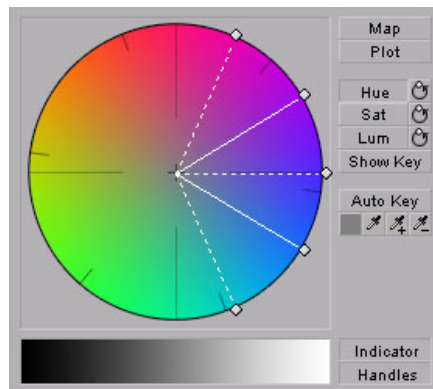 Map
Plot
Hue
Sat
Lum
Show Key
Auto Key
Indicator
Handles